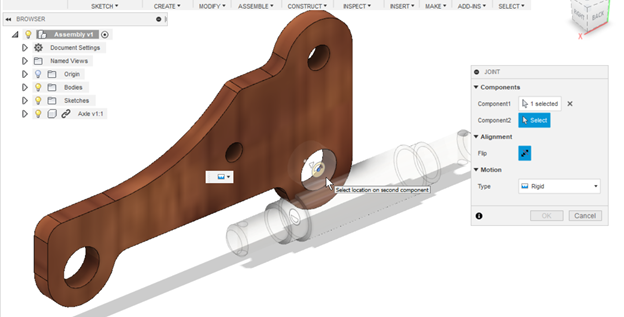 SKETCH CREATE MODIFY ASSEMBLE CONSTRUCT INSPECT INSERT MAKE ADD-INS SELECT
BROWSER
Assembly v1
Document Settings
Named Views
Origin
Bodies
Sketches
Axle v1:1
Select location on second component
JOINT
Components
Component1 1 selected
Component2 Select
Alignment
Flip
Motion
Type Rigid
OK Cancel
RIGHT BACK
X